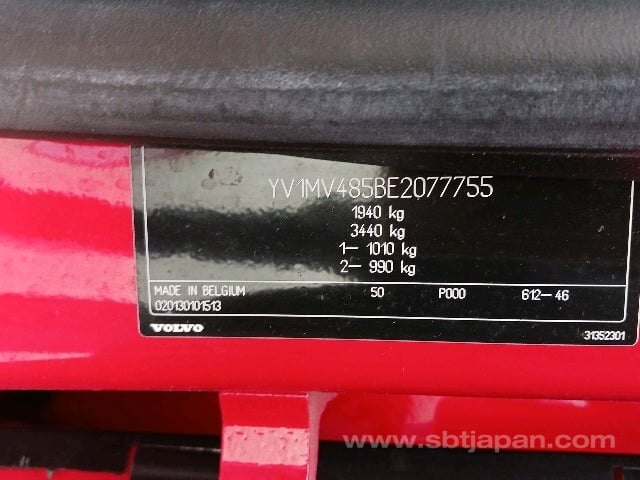 YV1MV485BE2077755
1940 kg
3440 kg
1- 1010 kg
2- 990 kg
MADE IN BELGIUM 50 P000 612-46
020130101513
VOLVO 31352301
www.sbtjapan.com